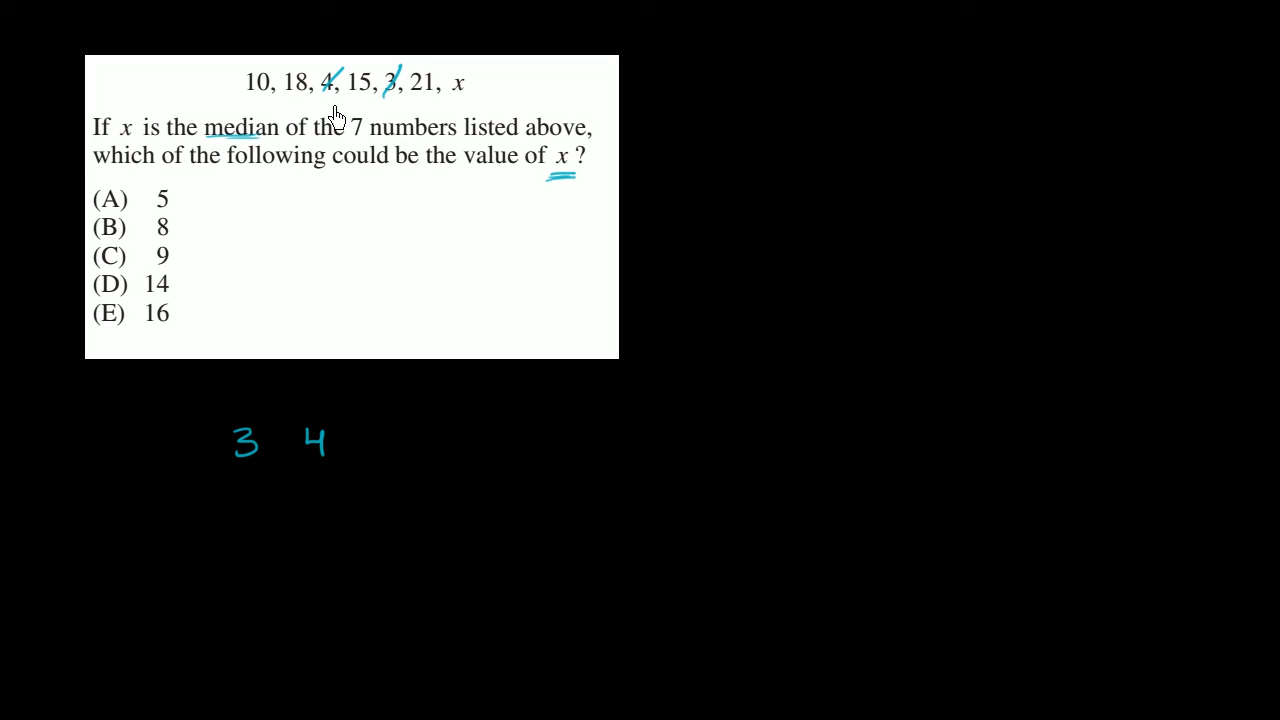 10, 18, 4, 15, 3, 21, x
If x is the median of the 7 numbers listed above,
which of the following could be the value of x ?
(A) 5
(B) 8
(C) 9
(D) 14
(E) 16
3 4